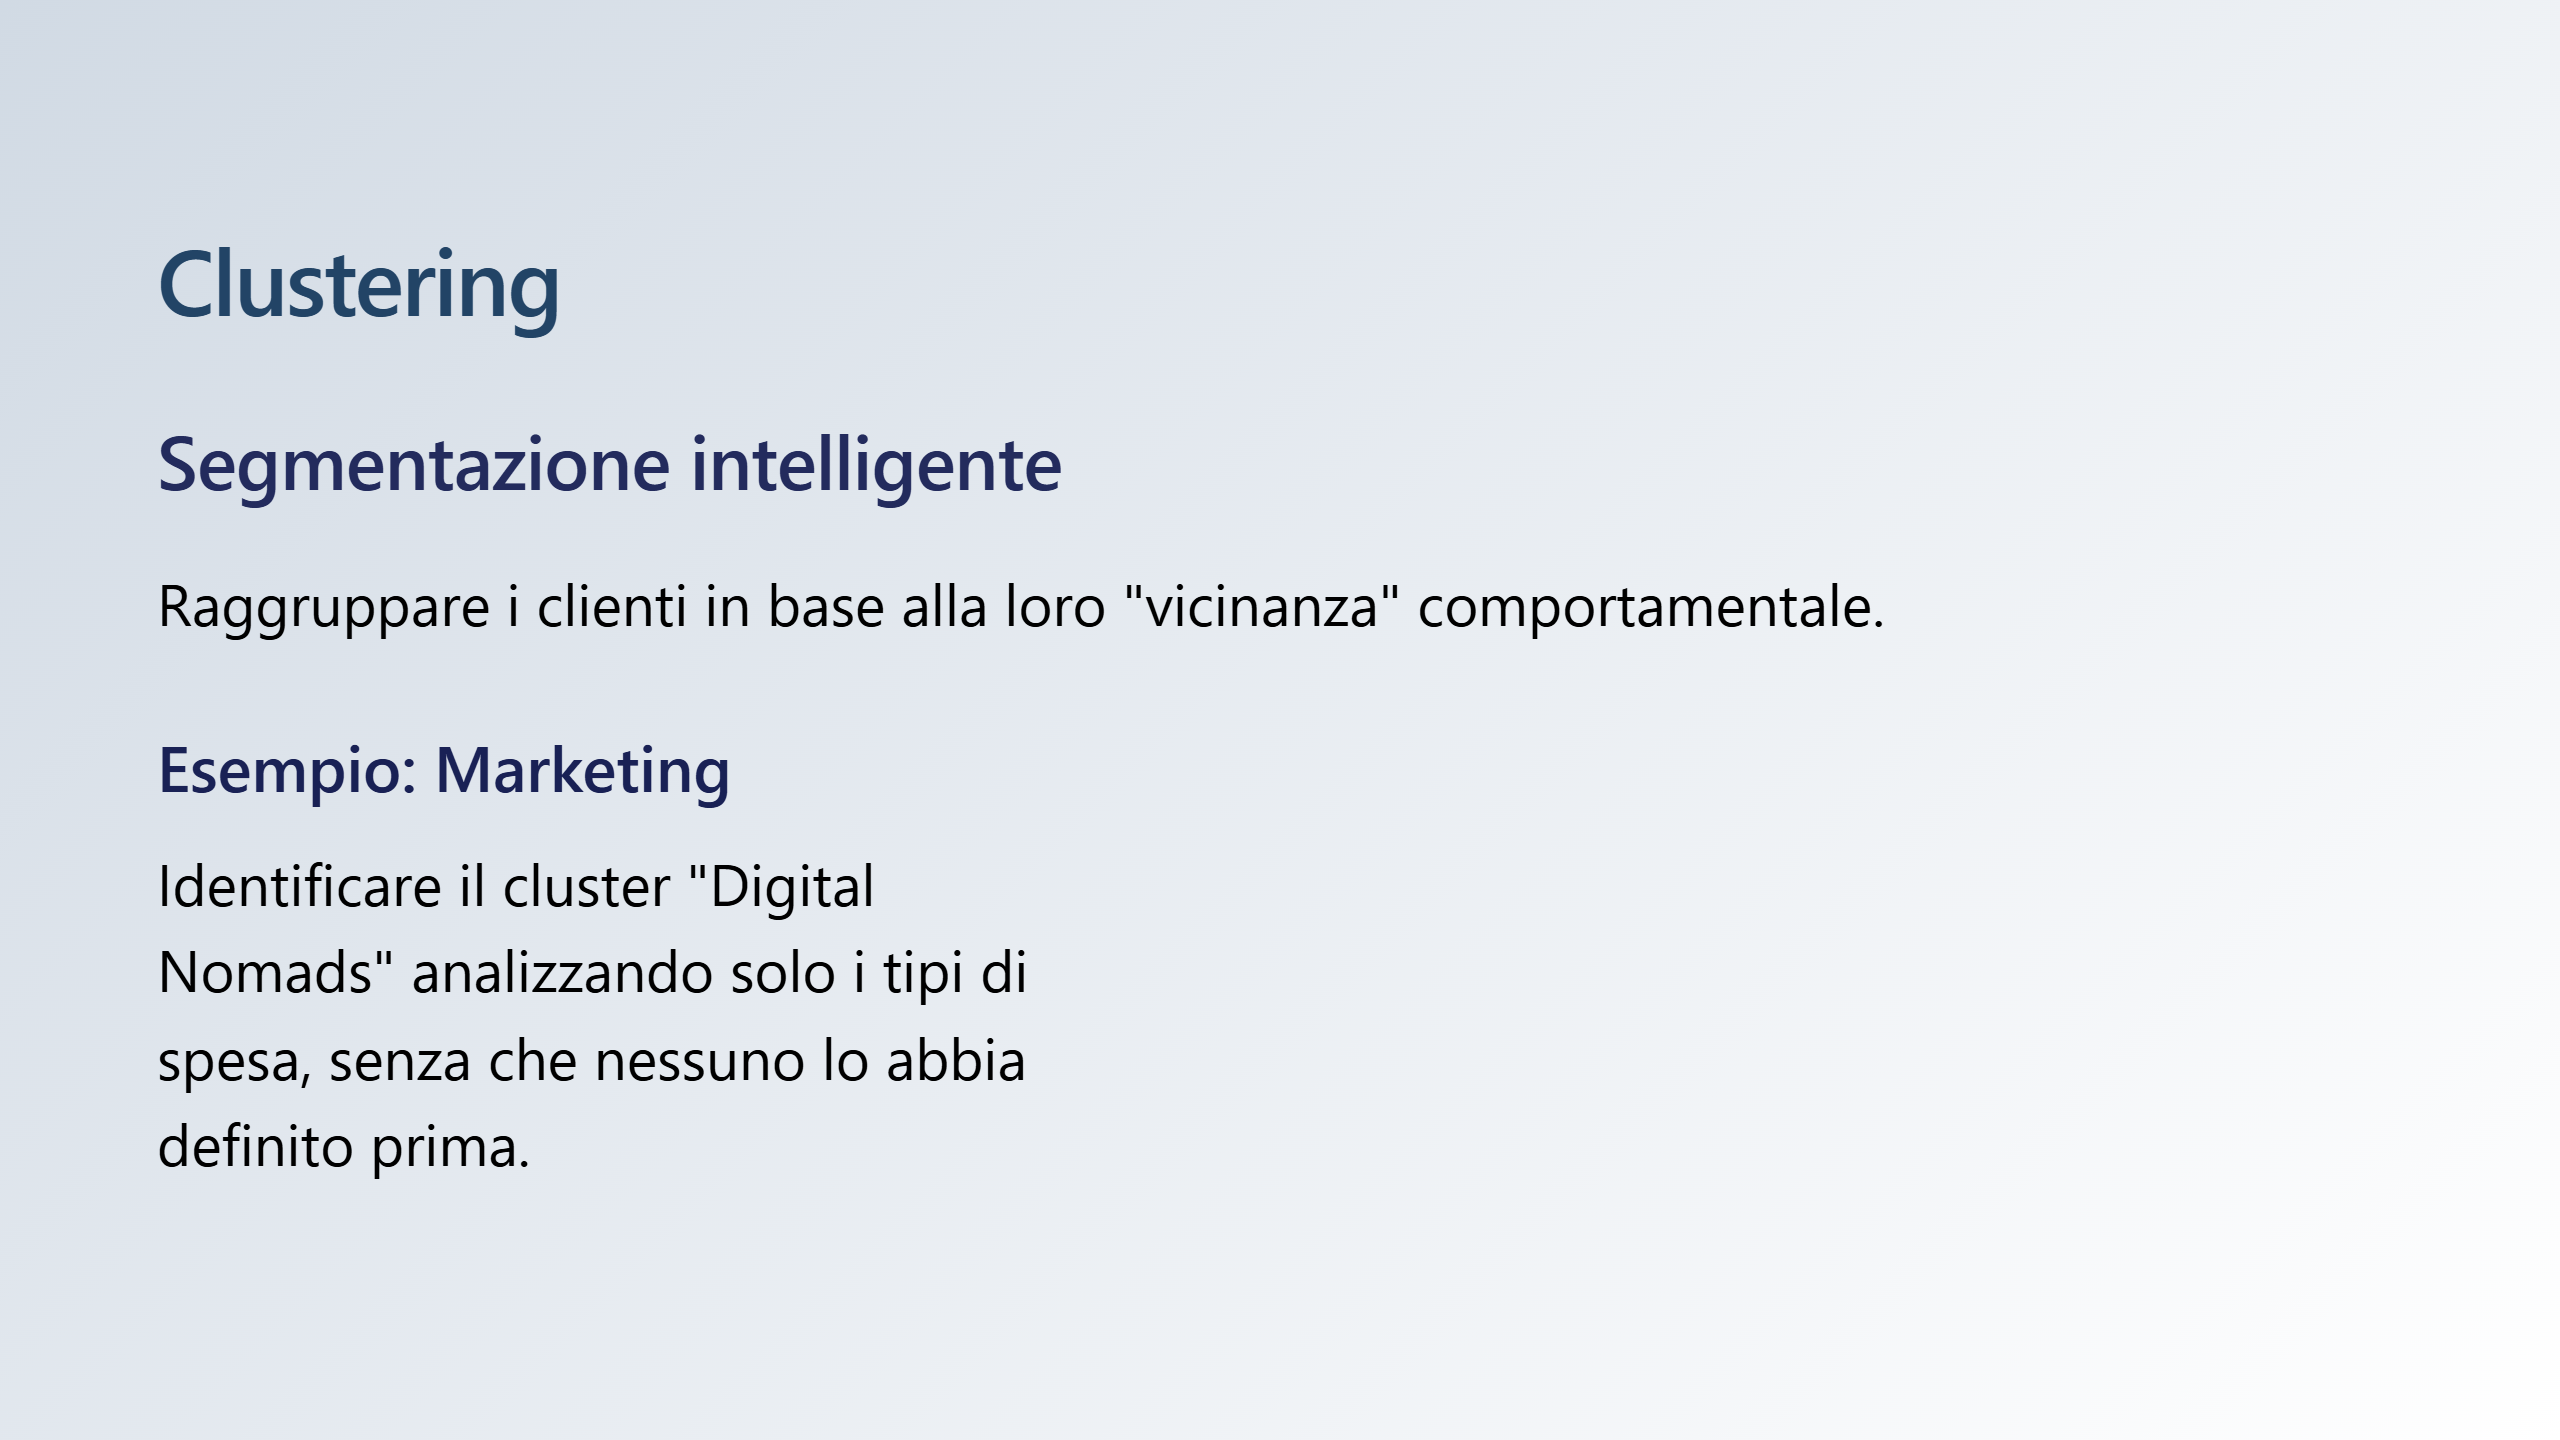 Clustering
Segmentazione intelligente
Raggruppare i clienti in base alla loro "vicinanza" comportamentale.
Esempio: Marketing
Identificare il cluster "Digital
Nomads" analizzando solo i tipi di
spesa, senza che nessuno lo abbia
definito prima.